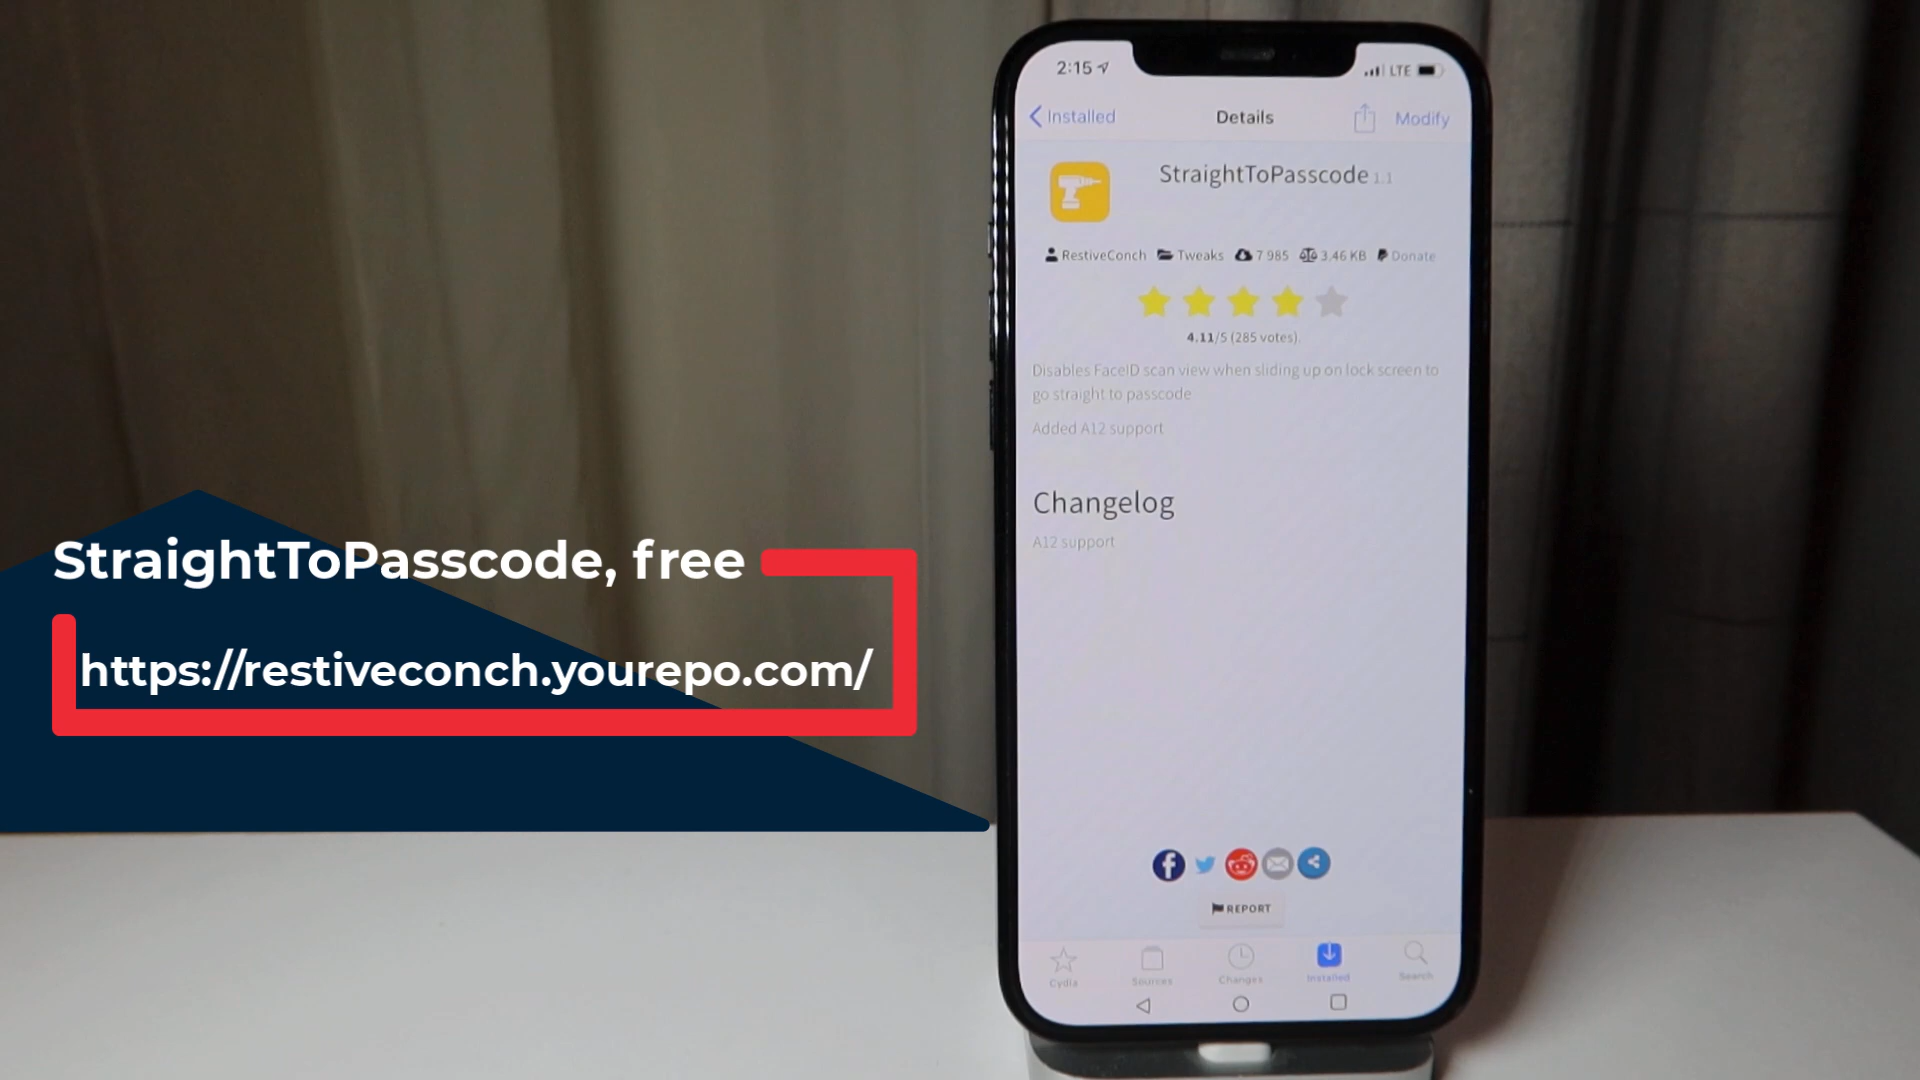 StraightToPasscode, free
https://restiveconch.yourepo.com/
2:15 LTE
Installed Details Modify
StraightToPasscode 1.1
RestiveConch Tweaks 7 985 3.46 KB Donate
4.11/5 (285 votes).
Disables FaceID scan view when sliding up on lock screen to
go straight to passcode
Added A12 support
Changelog
A12 support
REPORT
Cydia Sources Changes Installed Search